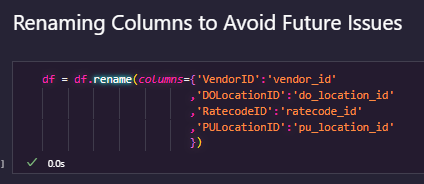 Renaming Columns to Avoid Future Issues
df = df.rename(columns={'VendorID':'vendor_id'
,'DOLocationID':'do_location_id'
,'RatecodeID':'ratecode_id'
,'PULocationID':'pu_location_id'
})
] ✓ 0.0s